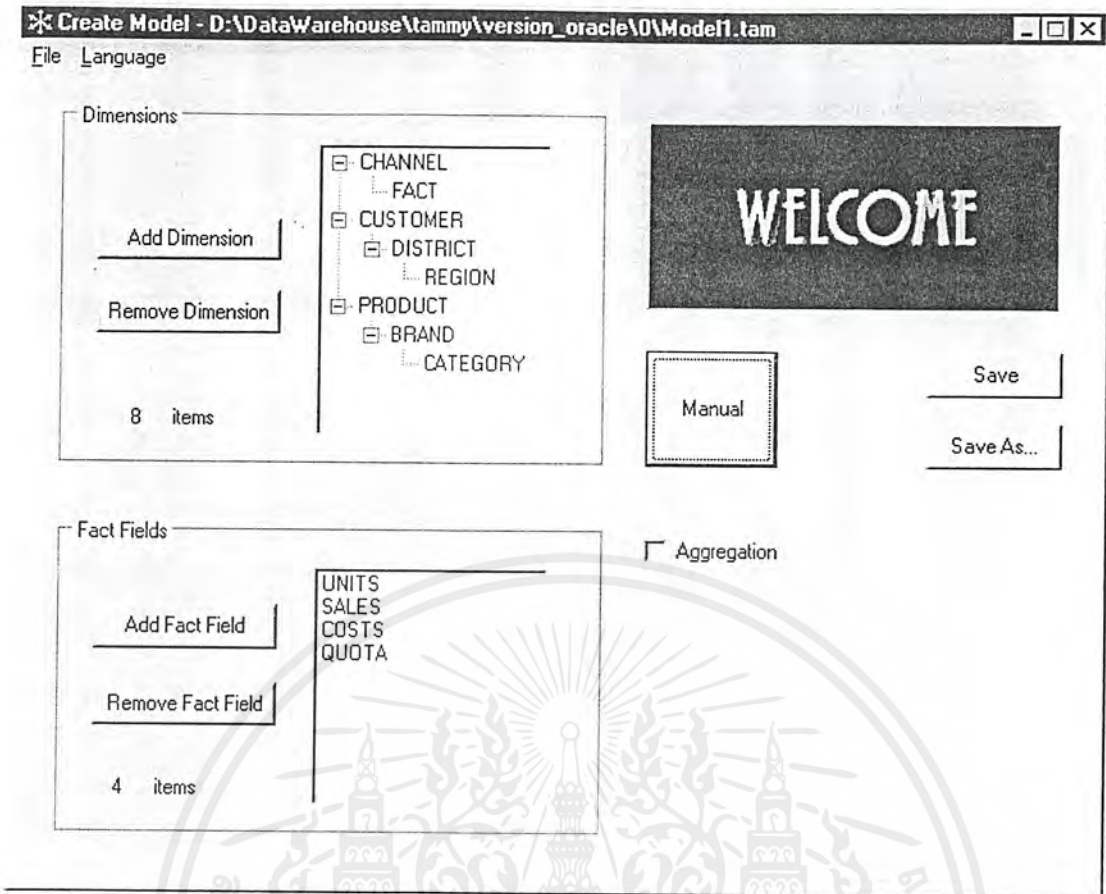 Create Model - D:\DataWarehouse\tammy\version_oracle\0\Model1.tam
File Language
Dimensions
CHANNEL
FACT
CUSTOMER
DISTRICT
REGION
PRODUCT
BRAND
CATEGORY
Add Dimension
Remove Dimension
8 items
WELCOME
Manual
Save
Save As...
Fact Fields
UNITS
SALES
COSTS
QUOTA
Add Fact Field
Remove Fact Field
4 items
Aggregation